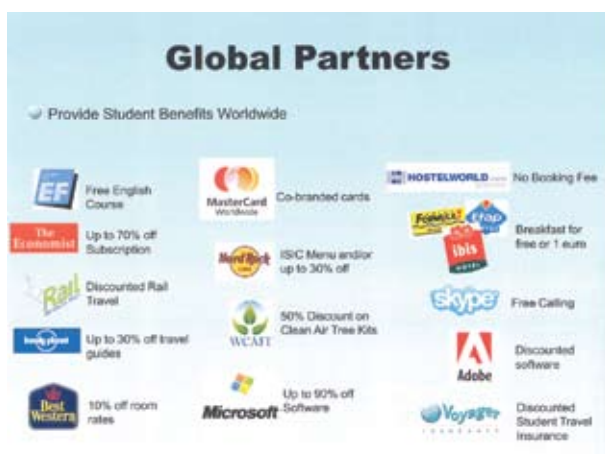 Global Partners
Provide Student Benefits Worldwide
EF
Free English
Course
The
Economist
Up to 70% off
Subscription
Rail
Discounted Rail
Travel
lonely planet
Up to 30% off travel
guides
Best
Western
10% off room
rates
MasterCard
Worldwide
Co-branded cards
Hard Rock
CAFE
ISIC Menu and/or
up to 30% off
WCAFT
50% Discount on
Clean Air Tree Kits
Microsoft
Up to 90% off
Software
HOSTELWORLD
No Booking Fee
Formule1
Etap
HOTEL
ibis
HOTEL
Breakfast for
free or 1 euro
skype
Free Calling
Adobe
Discounted
software
Voyager
INSURANCE
Discounted
Student Travel
Insurance